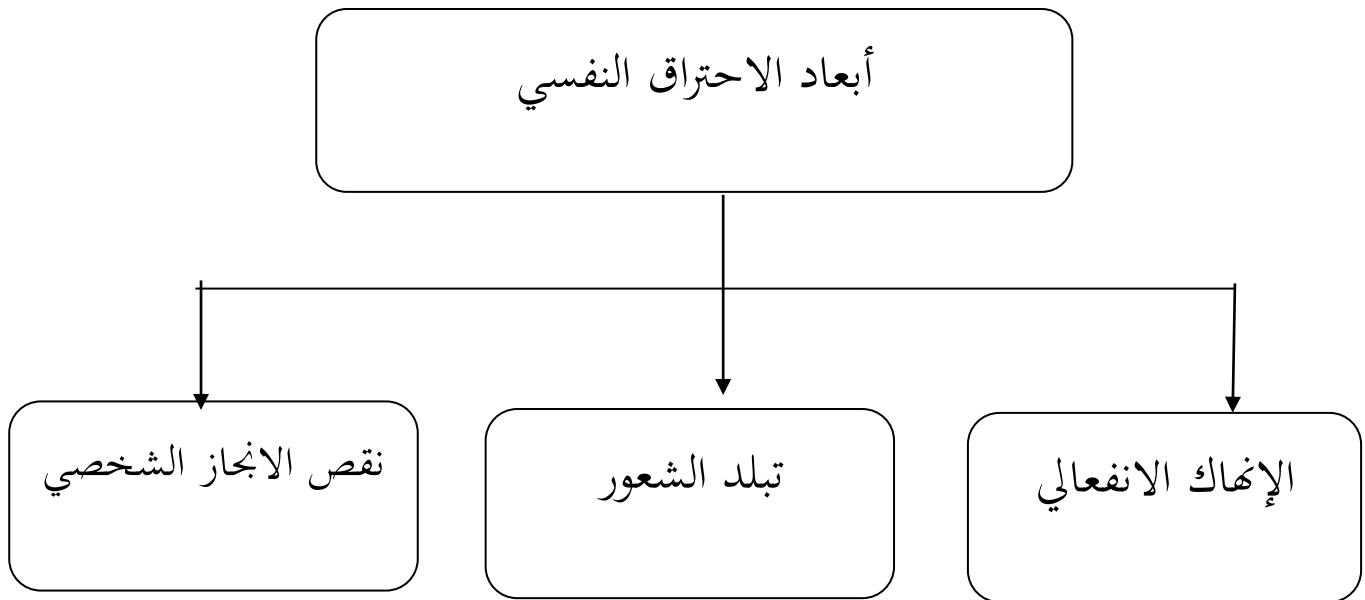 أبعاد الاحتراق النفسي
الإنهاك الانفعالي
تبلد الشعور
نقص الانجاز الشخصي